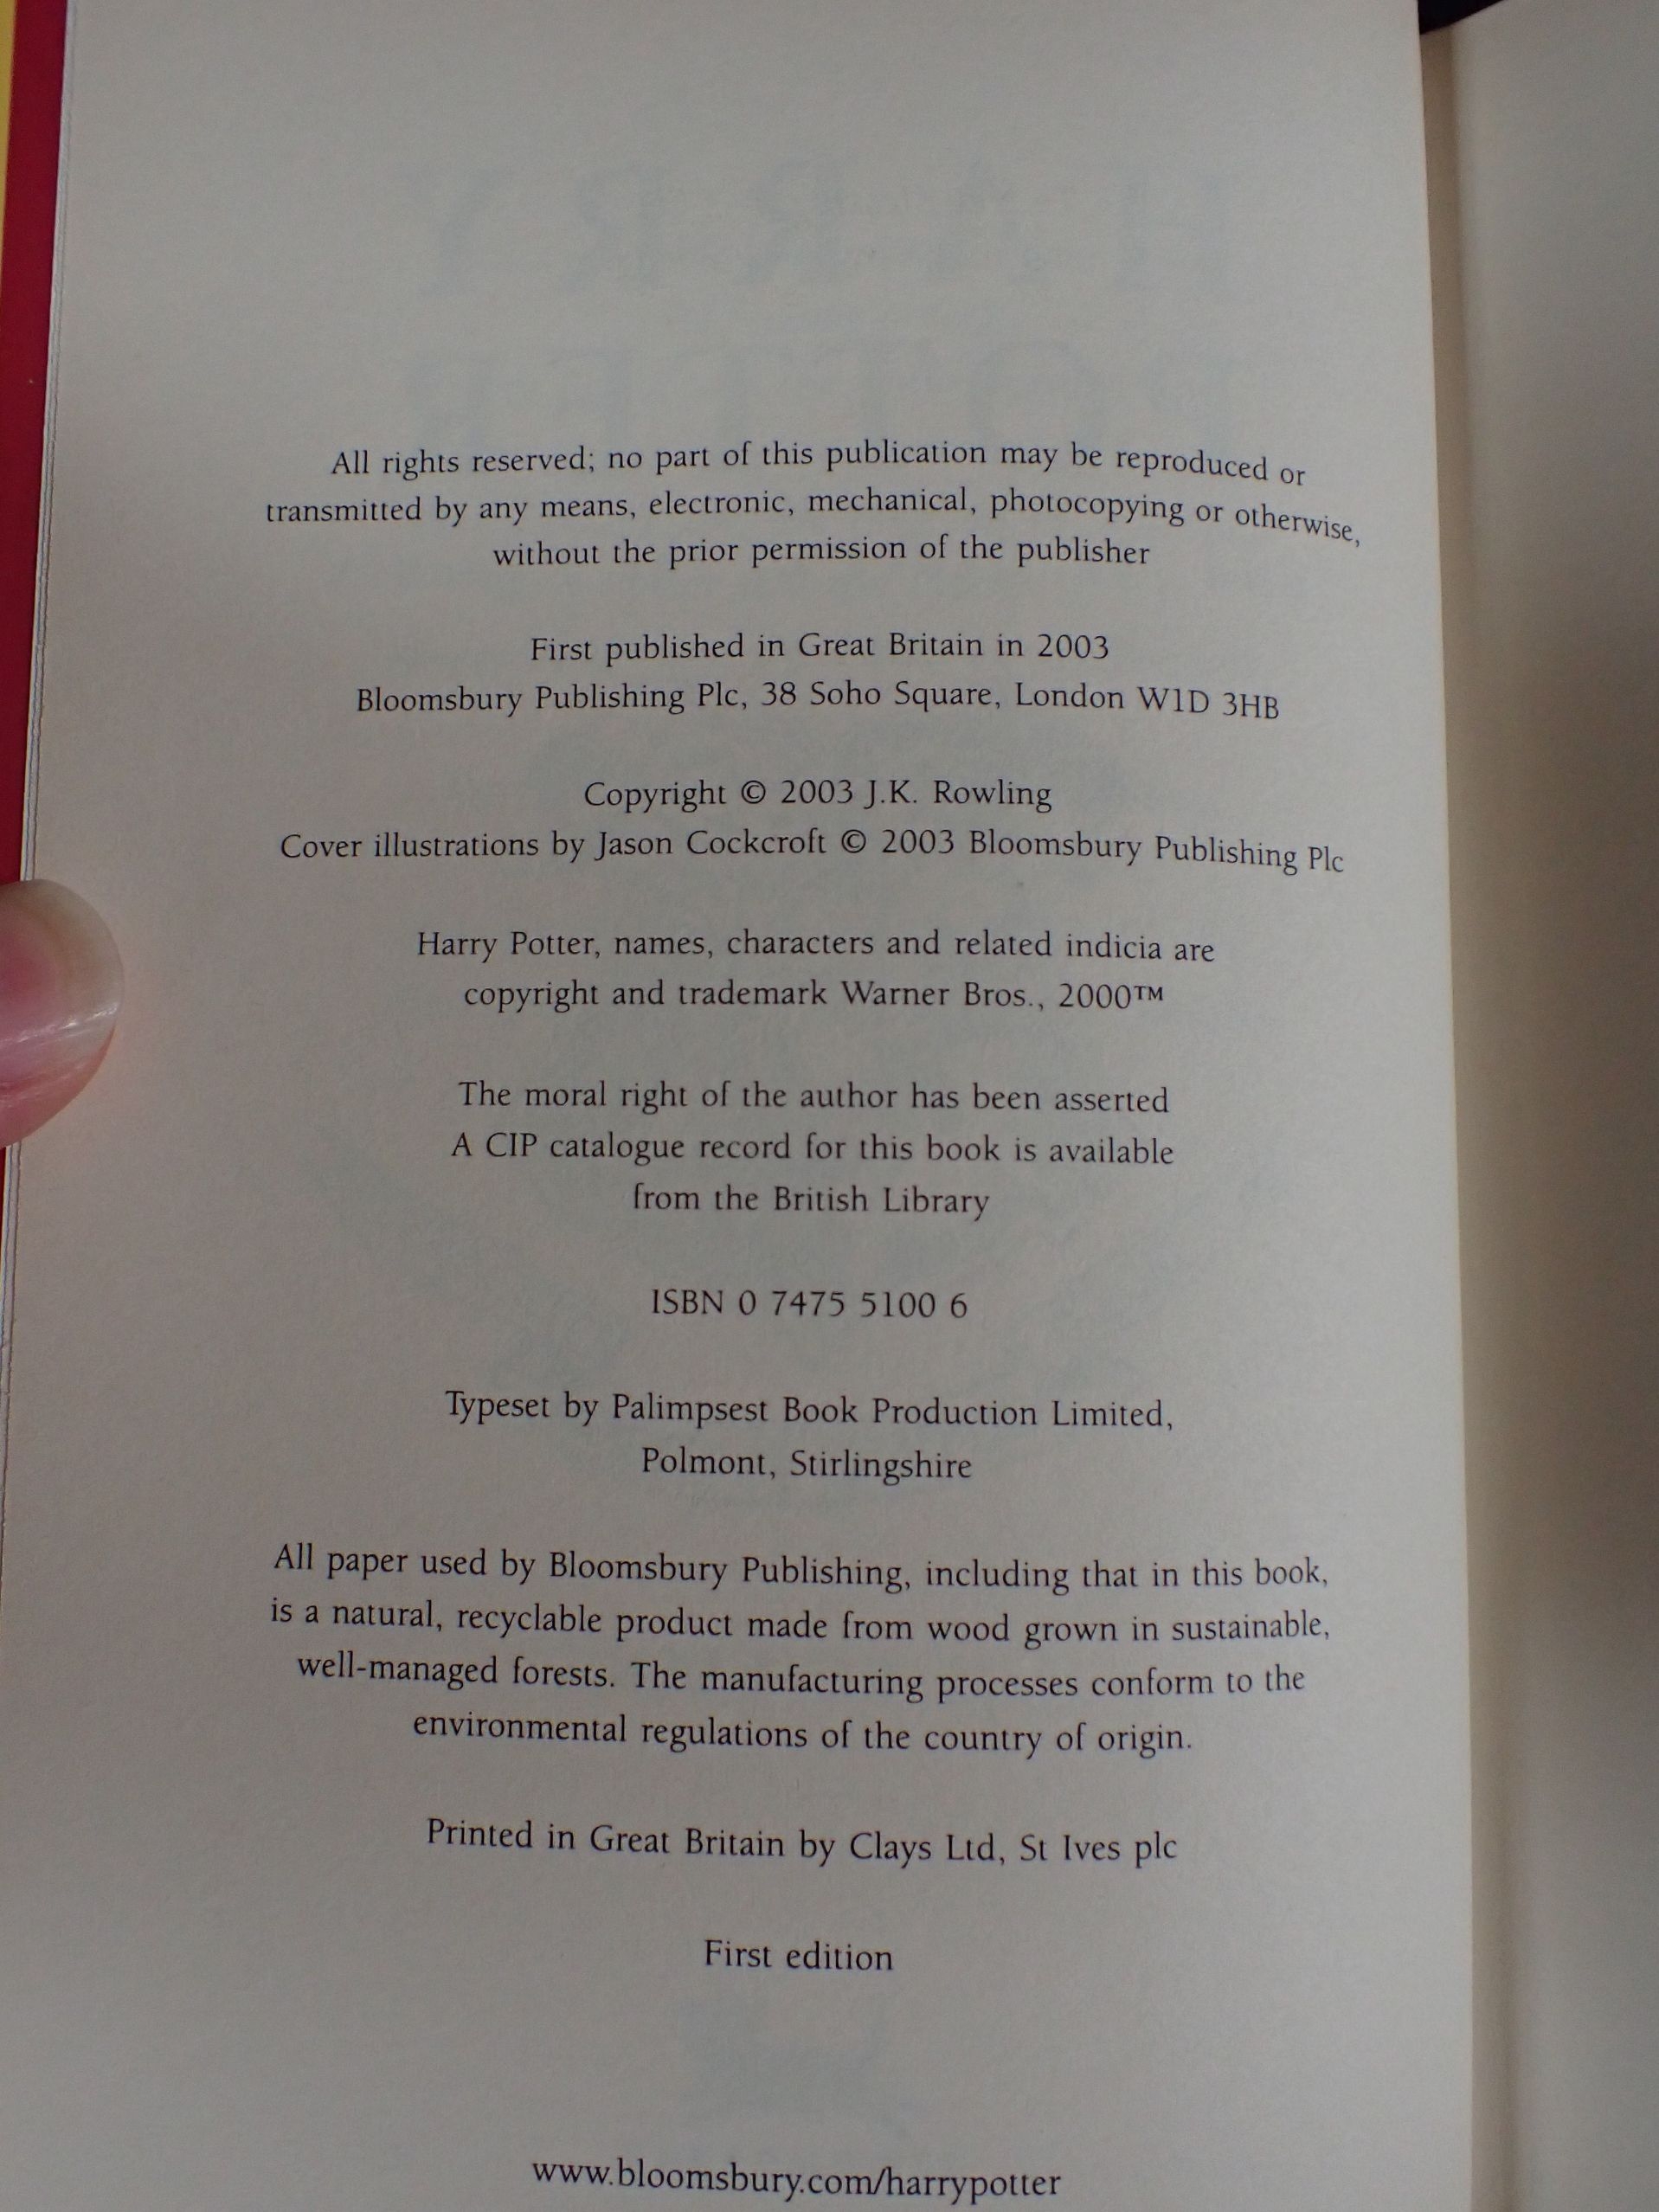 All rights reserved; no part of this publication may be reproduced or
transmitted by any means, electronic, mechanical, photocopying or otherwise,
without the prior permission of the publisher
First published in Great Britain in 2003
Bloomsbury Publishing Plc, 38 Soho Square, London W1D 3HB
Copyright © 2003 J.K. Rowling
Cover illustrations by Jason Cockcroft © 2003 Bloomsbury Publishing Plc
Harry Potter, names, characters and related indicia are
copyright and trademark Warner Bros., 2000™
The moral right of the author has been asserted
A CIP catalogue record for this book is available
from the British Library
ISBN 0 7475 5100 6
Typeset by Palimpsest Book Production Limited,
Polmont, Stirlingshire
All paper used by Bloomsbury Publishing, including that in this book,
is a natural, recyclable product made from wood grown in sustainable,
well-managed forests. The manufacturing processes conform to the
environmental regulations of the country of origin.
Printed in Great Britain by Clays Ltd, St Ives plc
First edition
www.bloomsbury.com/harrypotter